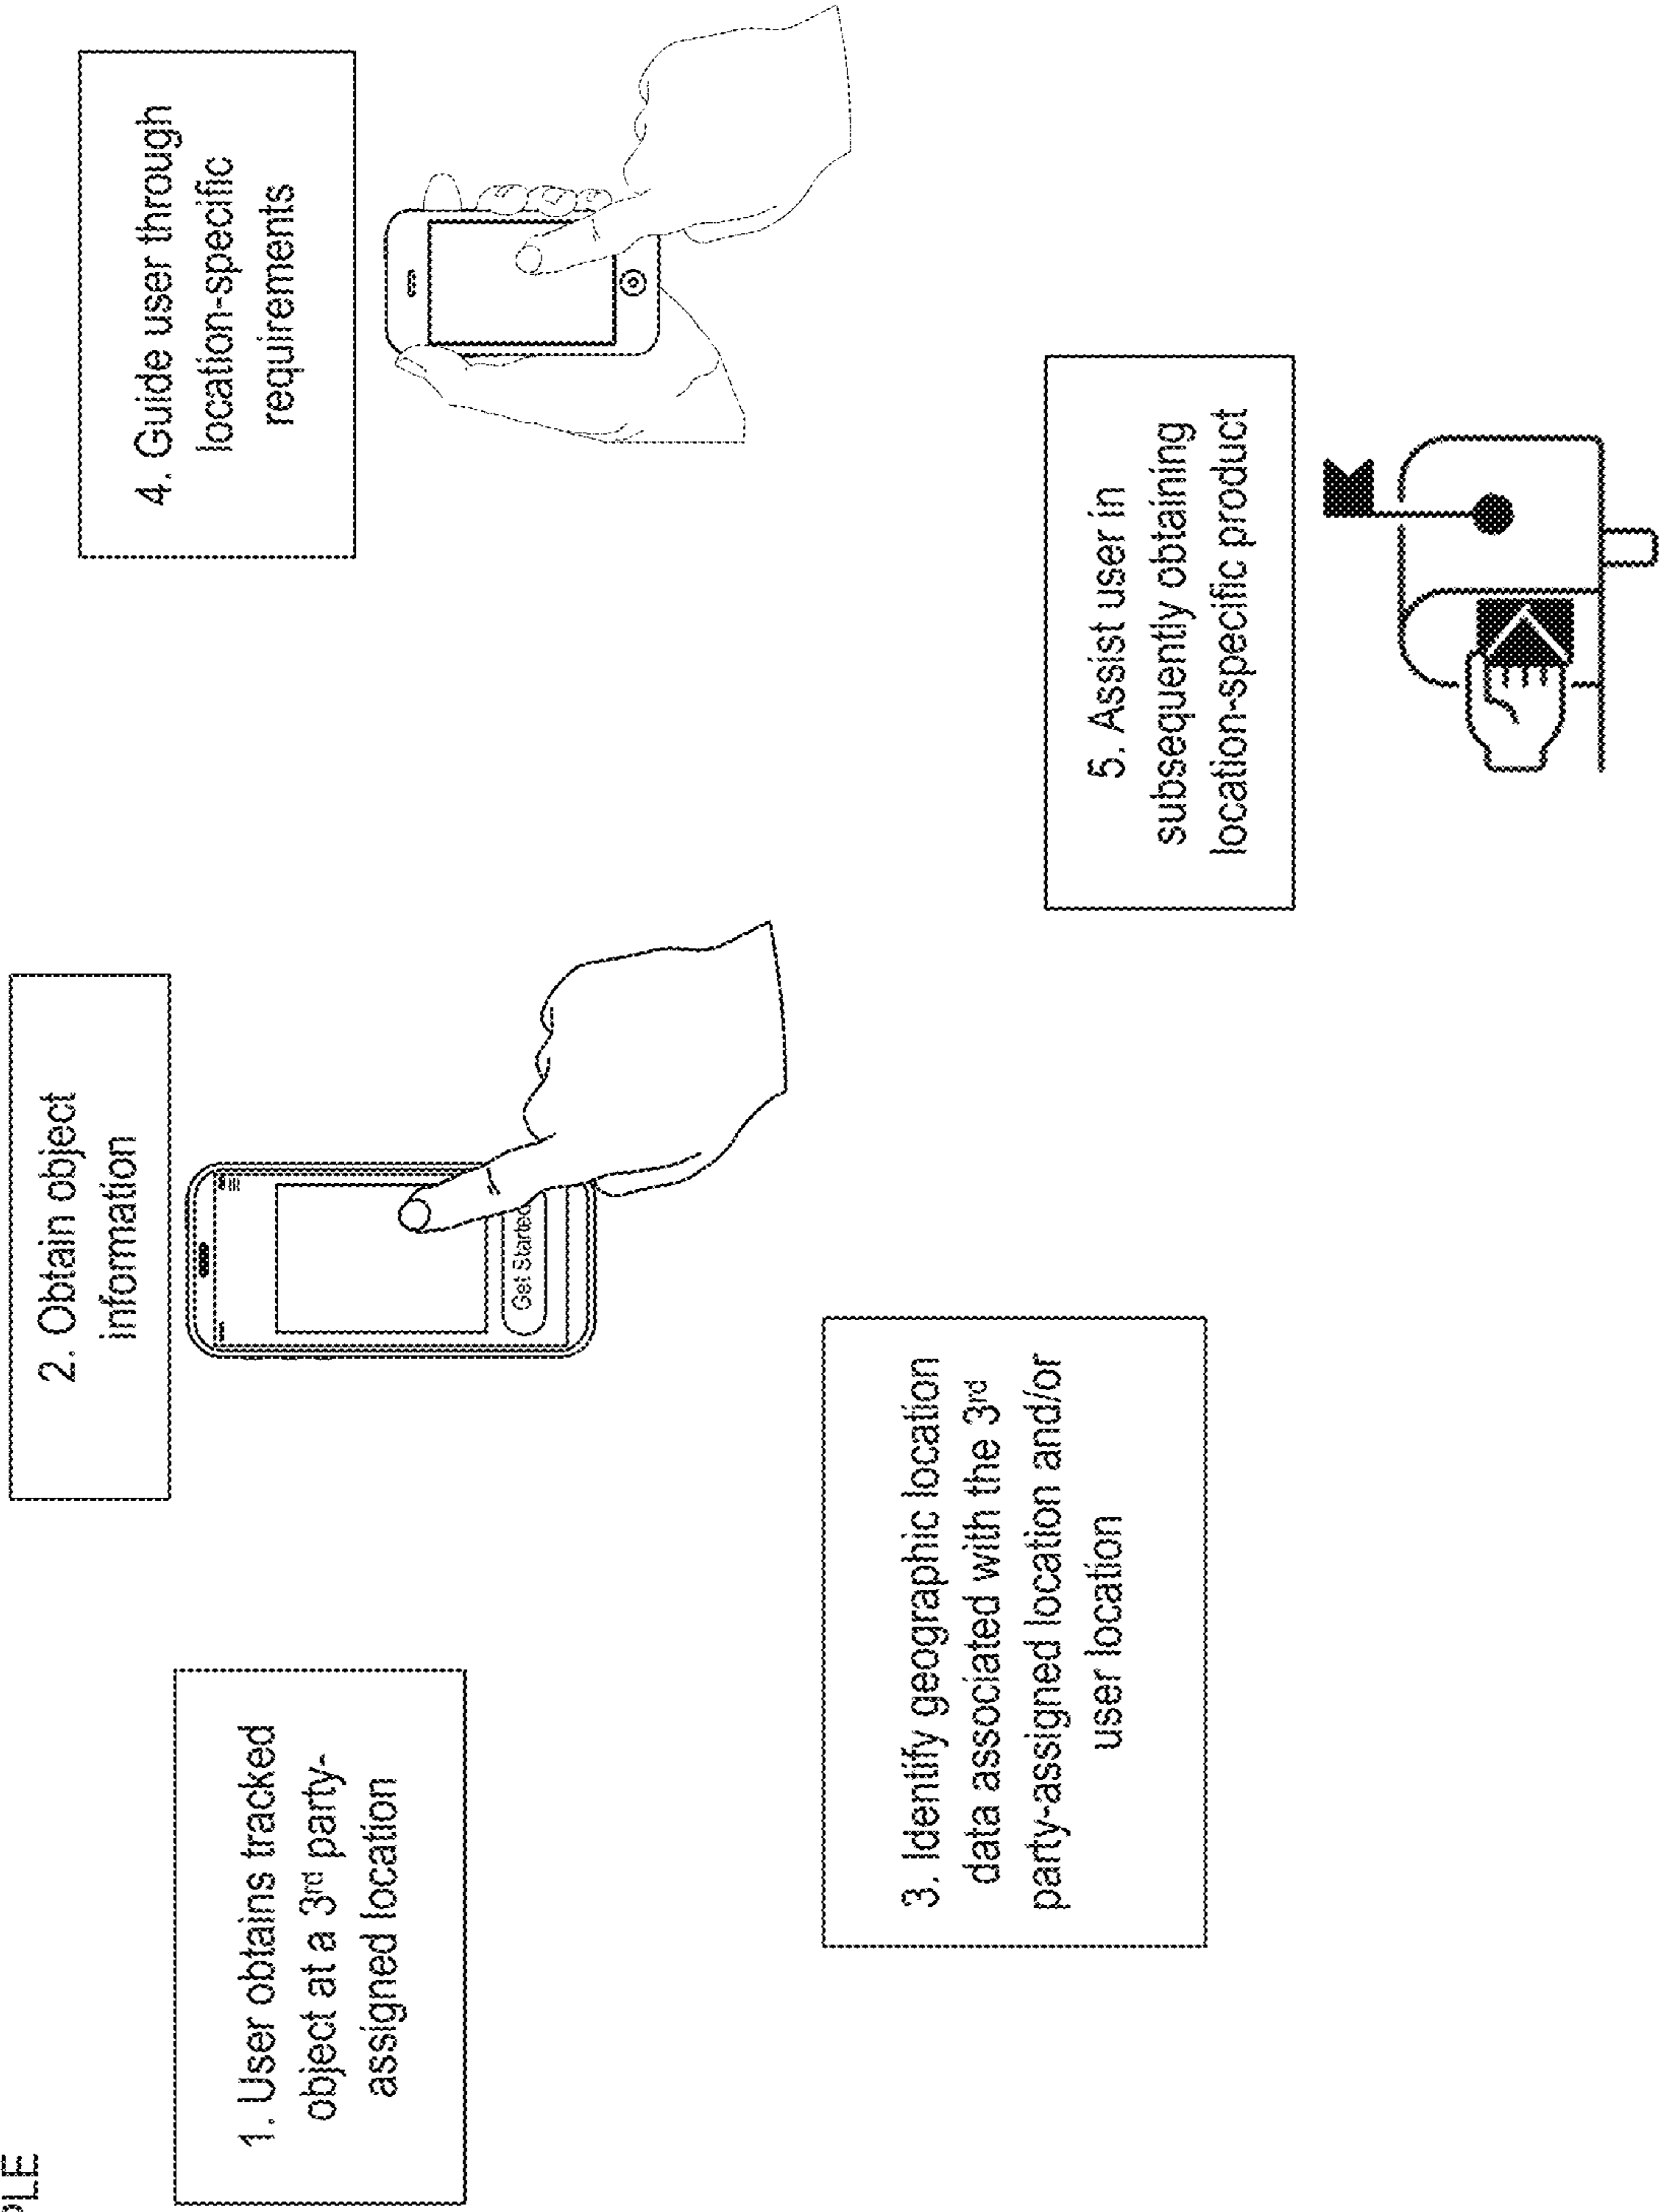 1. User obtains tracked
object at a 3rd party-
assigned location
2. Obtain object
information
Get Started
3. Identify geographic location
data associated with the 3rd
party-assigned location and/or
user location
4. Guide user through
location-specific
requirements
5. Assist user in
subsequently obtaining
location-specific product